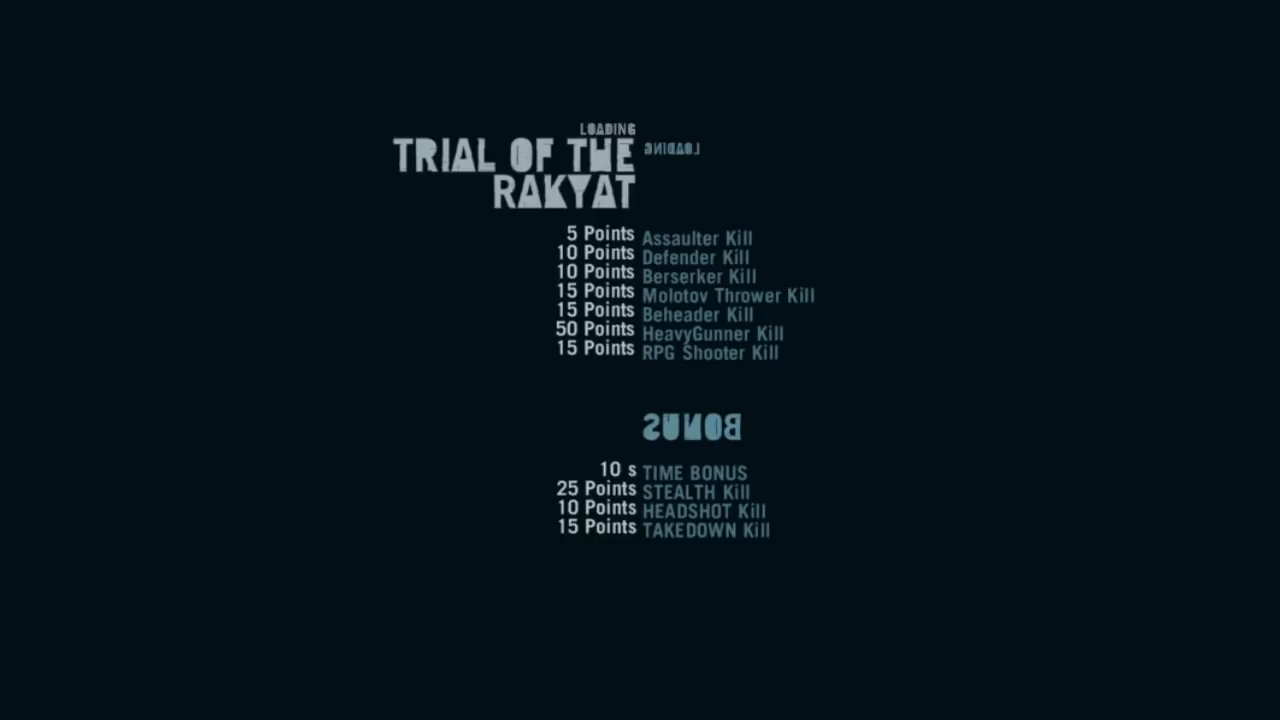 LOADING
TRIAL OF THE
LOADING
RAKYAT
5 Points Assaulter Kill
10 Points Defender Kill
10 Points Berserker Kill
15 Points Molotov Thrower Kill
15 Points Beheader Kill
50 Points HeavyGunner Kill
15 Points RPG Shooter Kill
BONUS
10 s TIME BONUS
25 Points STEALTH Kill
10 Points HEADSHOT Kill
15 Points TAKEDOWN Kill